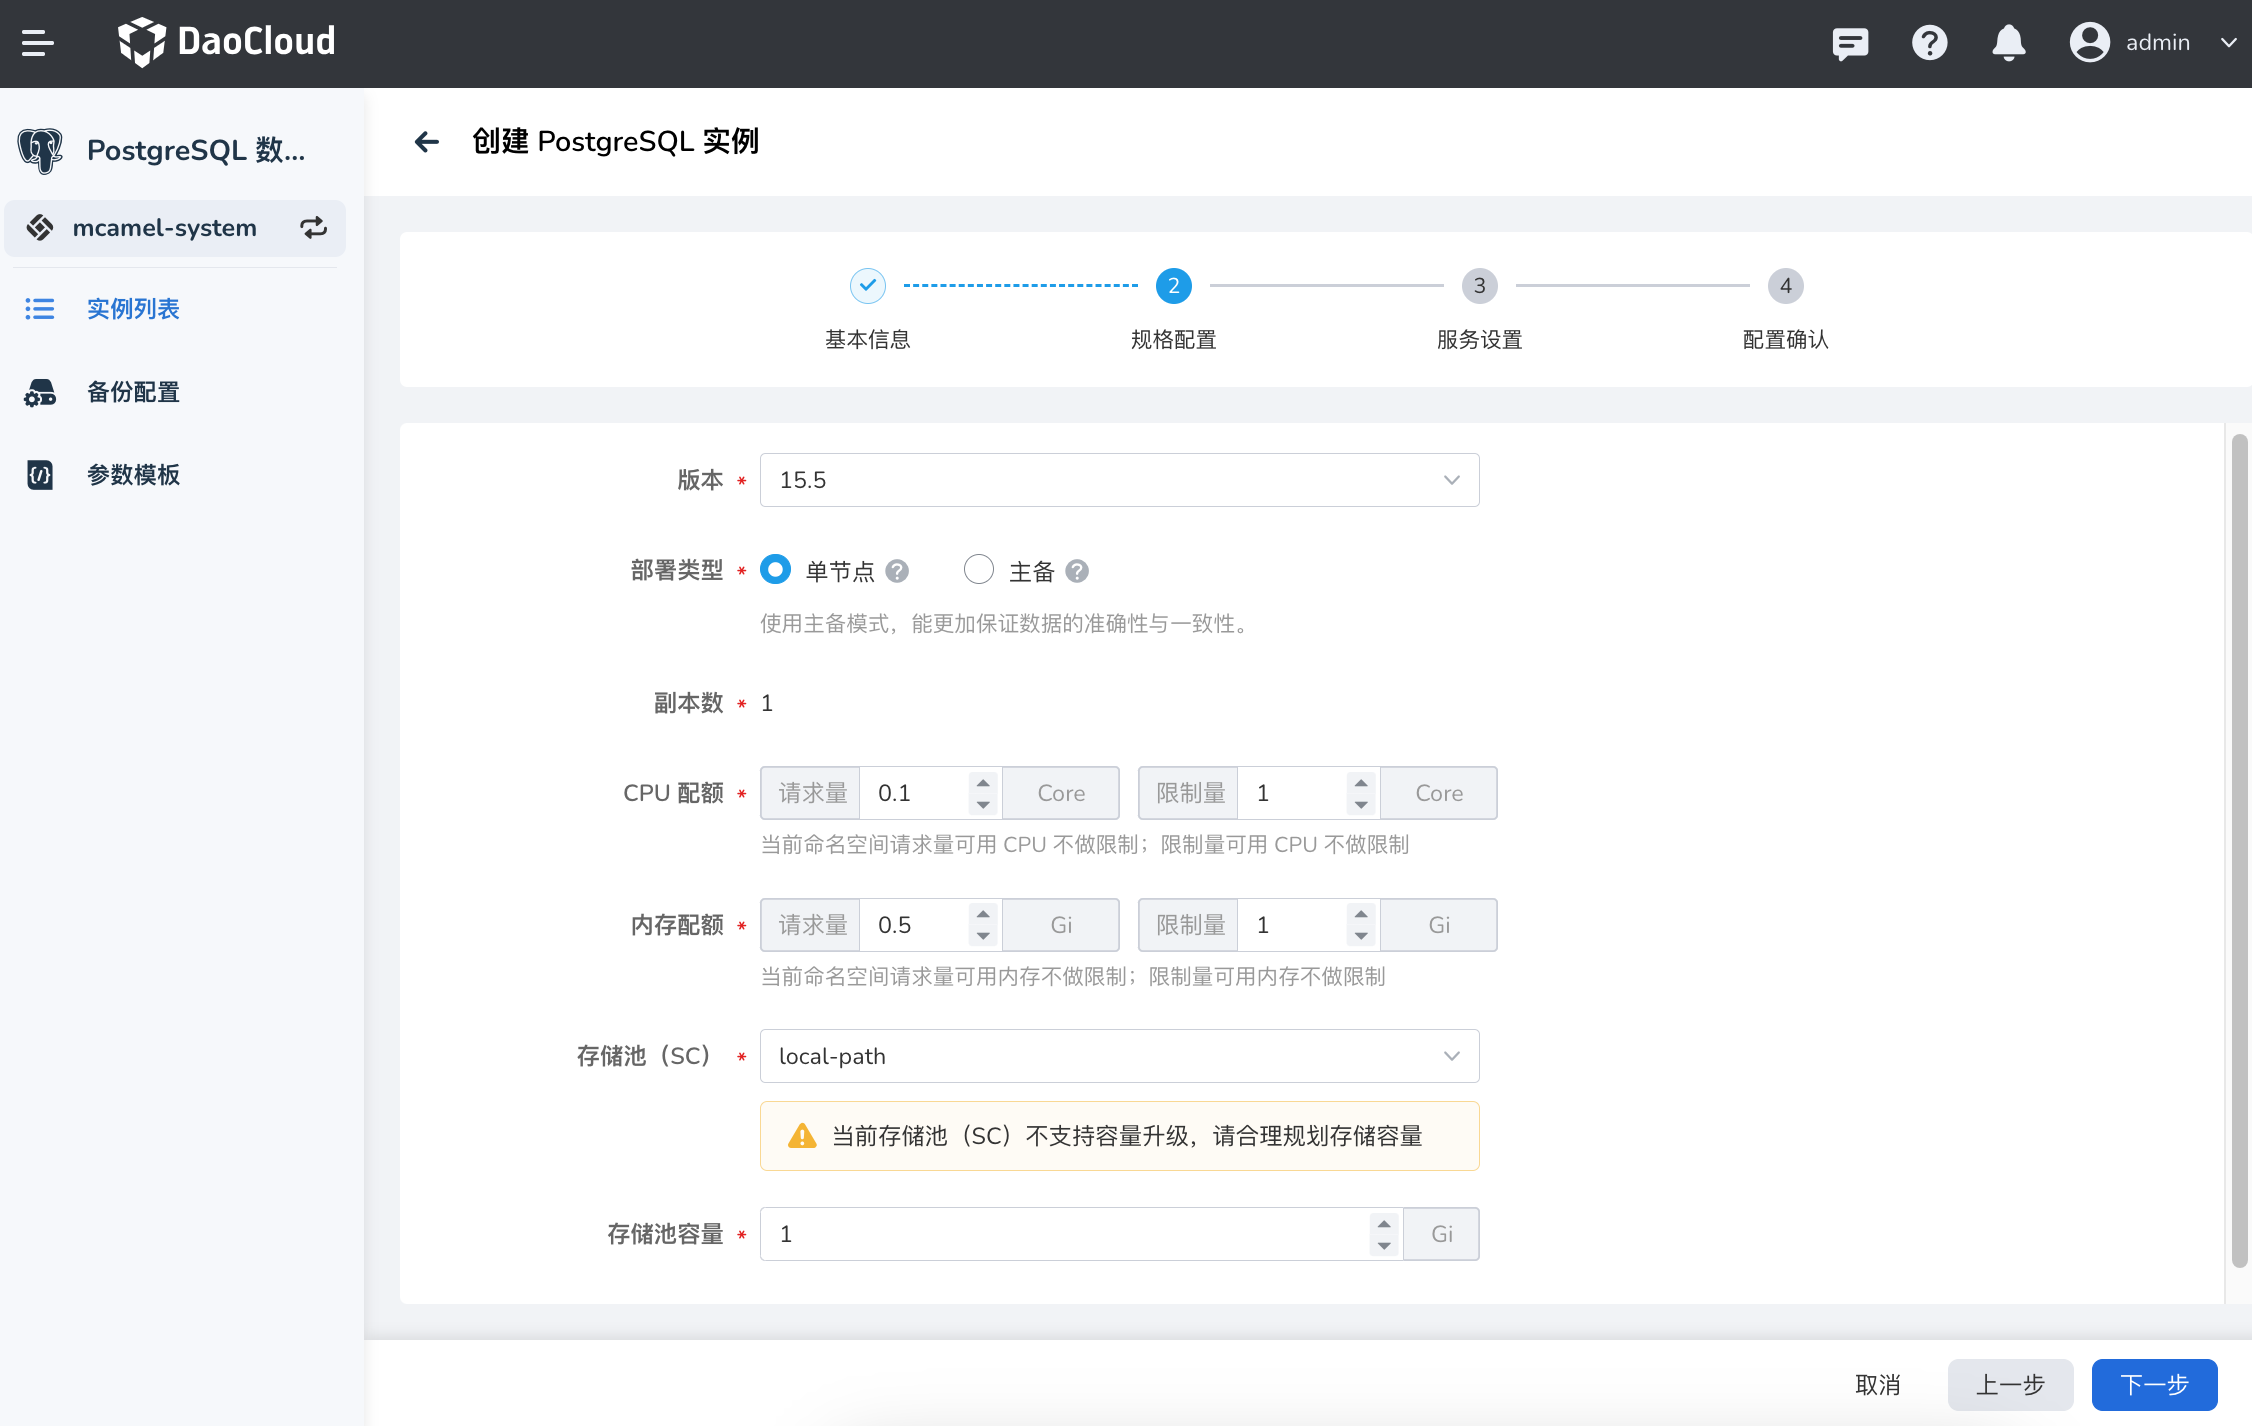 DaoCloud
admin
PostgreSQL 数...
mcamel-system
实例列表
备份配置
参数模板
创建 PostgreSQL 实例
2
3
4
基本信息
规格配置
服务设置
配置确认
版本 * 15.5
部署类型 * 单节点 ? 主备 ?
使用主备模式，能更加保证数据的准确性与一致性。
副本数 * 1
CPU 配额 * 请求量 0.1 Core 限制量 1 Core
当前命名空间请求量可用 CPU 不做限制；限制量可用 CPU 不做限制
内存配额 * 请求量 0.5 Gi 限制量 1 Gi
当前命名空间请求量可用内存不做限制；限制量可用内存不做限制
存储池（SC） * local-path
当前存储池（SC）不支持容量升级，请合理规划存储容量
存储池容量 * 1 Gi
取消 上一步 下一步